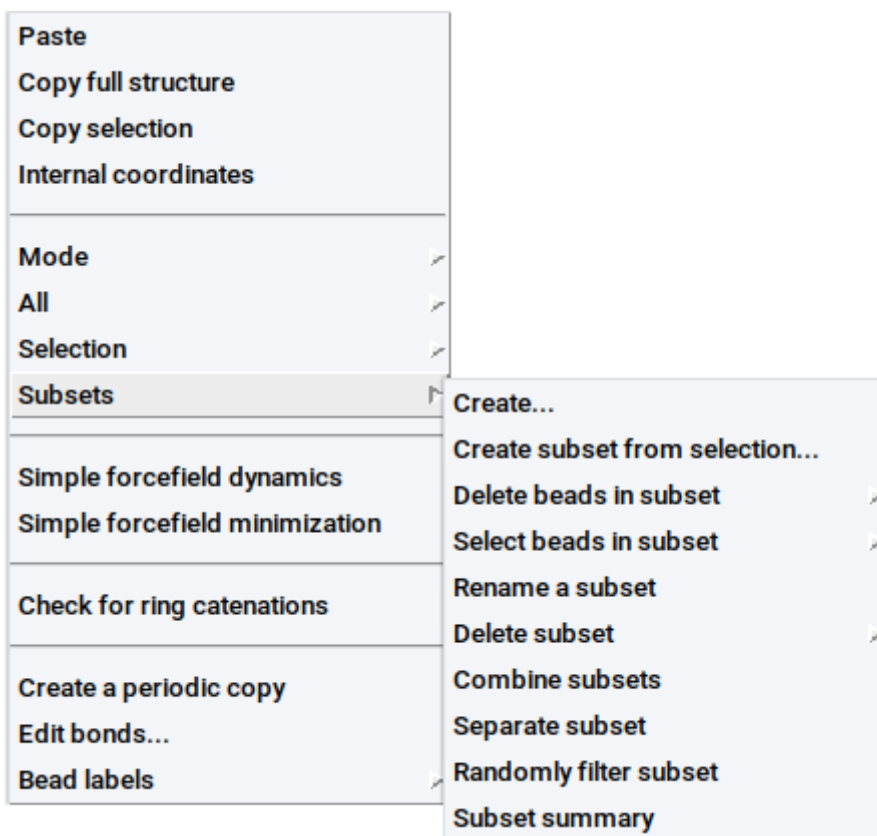 Paste
Copy full structure
Copy selection
Internal coordinates
Mode
All
Selection
Subsets
Simple forcefield dynamics
Simple forcefield minimization
Check for ring catenations
Create a periodic copy
Edit bonds...
Bead labels
Create...
Create subset from selection...
Delete beads in subset
Select beads in subset
Rename a subset
Delete subset
Combine subsets
Separate subset
Randomly filter subset
Subset summary